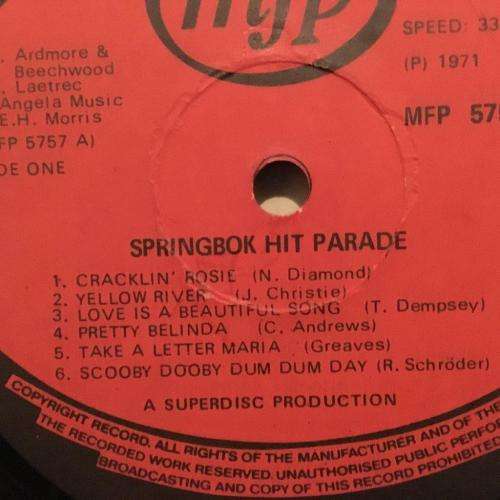 mfp
SPEED: 33
(P) 1971
MFP 57
. Ardmore &
Beechwood
. Laetrec
Angela Music
E.H. Morris
FP 5757 A)
DE ONE
SPRINGBOK HIT PARADE
1. CRACKLIN' ROSIE (N. Diamond)
2. YELLOW RIVER (J. Christie)
3. LOVE IS A BEAUTIFUL SONG (T. Dempsey)
4. PRETTY BELINDA (C. Andrews)
5. TAKE A LETTER MARIA (Greaves)
6. SCOOBY DOOBY DUM DUM DAY (R. Schröder)
A SUPERDISC PRODUCTION
COPYRIGHT RECORD. ALL RIGHTS OF THE MANUFACTURER AND OF THE
THE RECORDED WORK RESERVED. UNAUTHORISED PUBLIC PERFO
BROADCASTING AND COPY OF THIS RECORD PROHIBITE